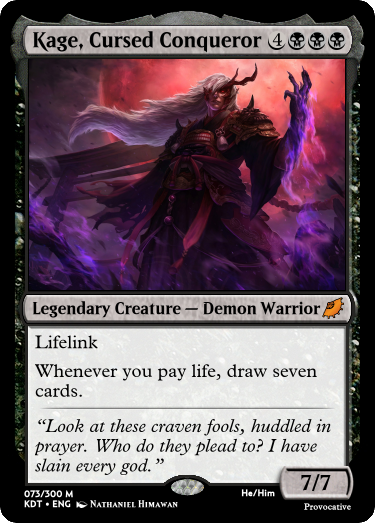 Kage, Cursed Conqueror 4
Legendary Creature — Demon Warrior
Lifelink
Whenever you pay life, draw seven
cards.
“Look at these craven fools, huddled in
prayer. Who do they plead to? I have
slain every god.”
7/7
073/300 M
KDT • ENG Nathaniel Himawan
He/Him
Provocative